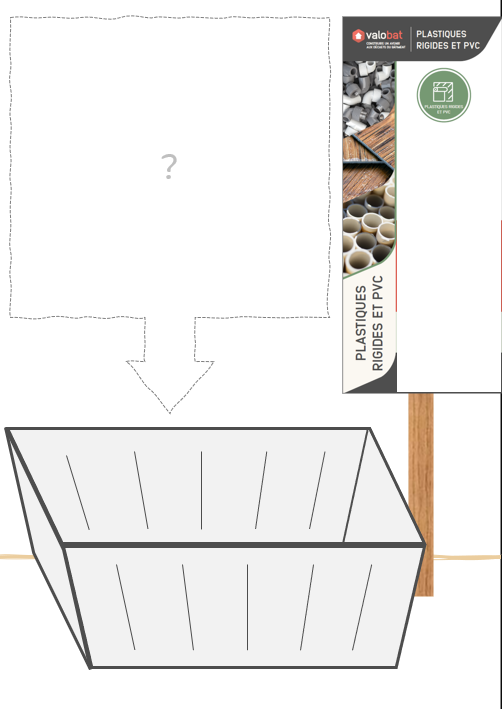 ?
valobat
CONSTRUIRE UN AVENIR
AUX DÉCHETS DU BÂTIMENT
PLASTIQUES
RIGIDES ET PVC
PLASTIQUES RIGIDES
ET PVC
PLASTIQUES
RIGIDES ET PVC